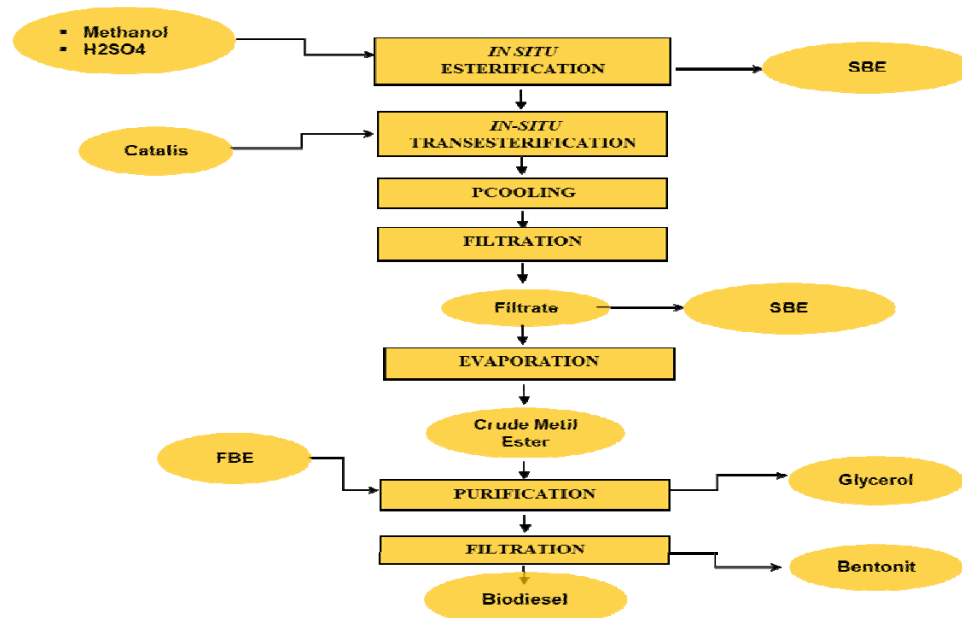 ▪ Methanol
▪ H2SO4
IN SITU
ESTERIFICATION
SBE
Catalis
IN-SITU
TRANSESTERIFICATION
PCOOLING
FILTRATION
Filtrate
SBE
EVAPORATION
Crude Metil
Ester
FBE
PURIFICATION
Glycerol
FILTRATION
Bentonit
Biodiesel